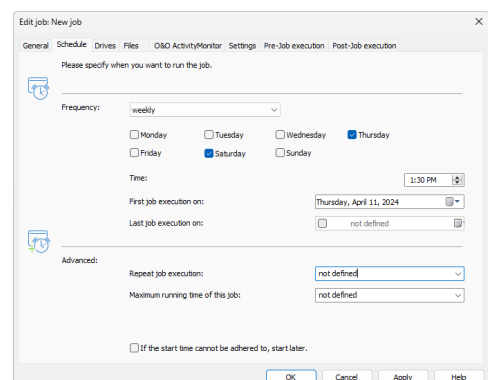 Edit job: New job
General Schedule Drives Files O&O ActivityMonitor Settings Pre-Job execution Post-Job execution
Please specify when you want to run the job.
Frequency: weekly
Monday Tuesday Wednesday Thursday
Friday Saturday Sunday
Time: 1:30 PM
First job execution on: Thursday, April 11, 2024
Last job execution on: not defined
Advanced:
Repeat job execution: not defined
Maximum running time of this job: not defined
If the start time cannot be adhered to, start later.
OK Cancel Apply Help